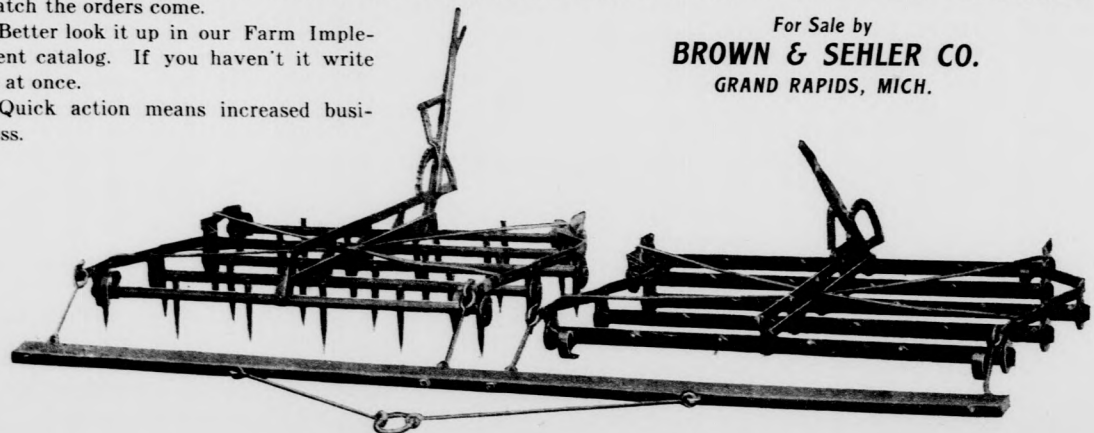 atch the orders come.
Better look it up in our Farm Imple-
ent catalog. If you haven't it write
at once.
Quick action means increased busi-
ss.
For Sale by
BROWN & SEHLER CO.
GRAND RAPIDS, MICH.